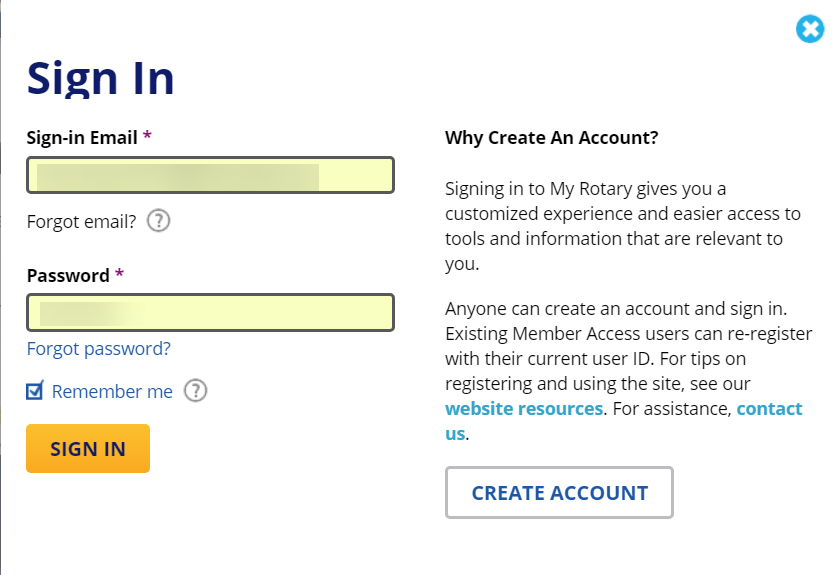 Sign In
Sign-in Email *
Forgot email? ?
Password *
Forgot password?
Remember me ?
SIGN IN
Why Create An Account?
Signing in to My Rotary gives you a
customized experience and easier access to
tools and information that are relevant to
you.
Anyone can create an account and sign in.
Existing Member Access users can re-register
with their current user ID. For tips on
registering and using the site, see our
website resources. For assistance, contact
us.
CREATE ACCOUNT